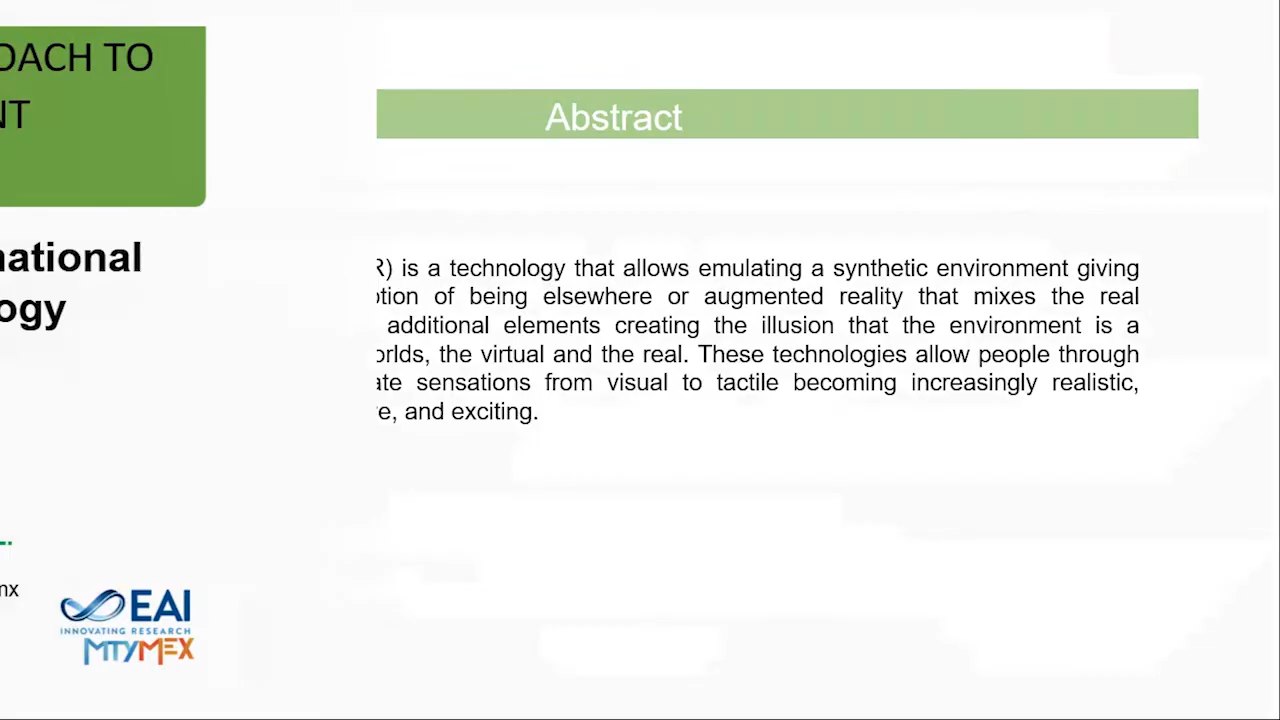 OACH TO
NT
national
ogy
mx
EAI
INNOVATING RESEARCH
MTYMEX
Abstract
R) is a technology that allows emulating a synthetic environment giving
otion of being elsewhere or augmented reality that mixes the real
additional elements creating the illusion that the environment is a
orlds, the virtual and the real. These technologies allow people through
ate sensations from visual to tactile becoming increasingly realistic,
e, and exciting.